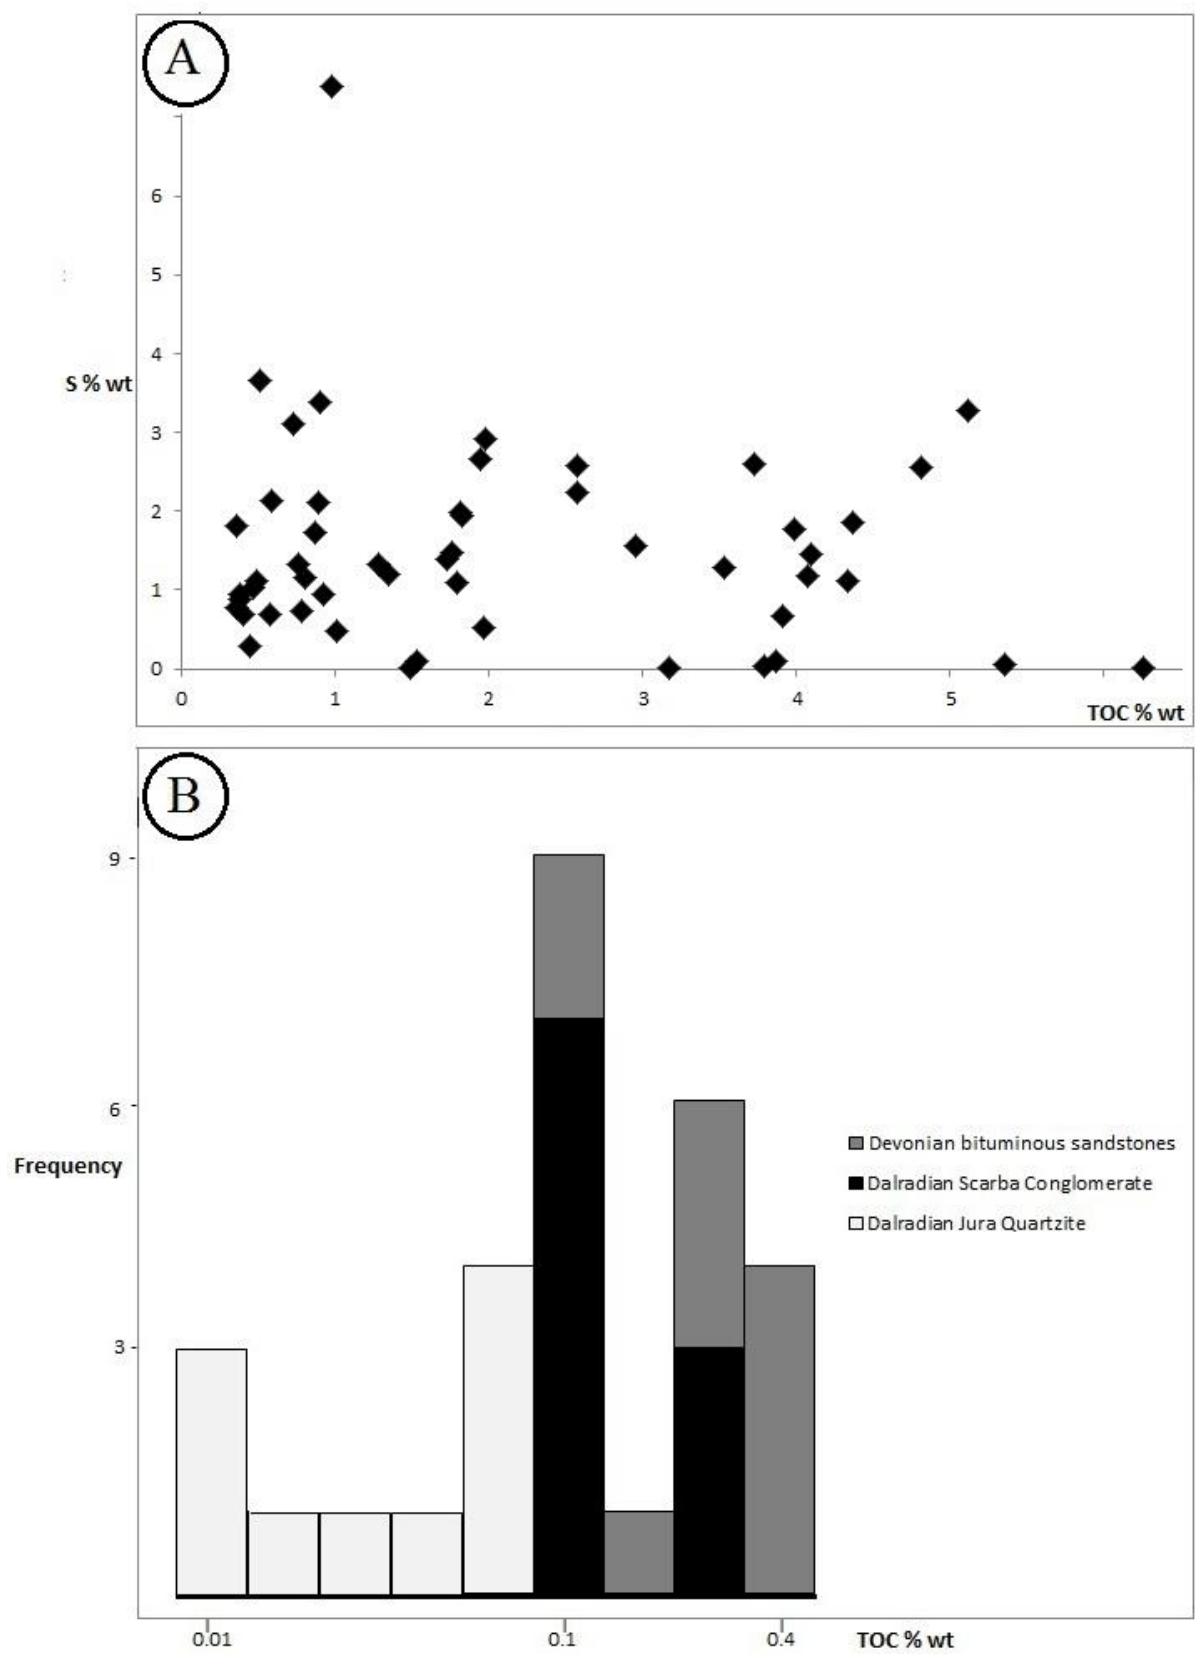 A
6
5
4
S % wt
3
2
1
0
0 1 2 3 4 5
TOC % wt
B
9
6
Frequency
3
Devonian bituminous sandstones
Dalradian Scarba Conglomerate
Dalradian Jura Quartzite
0.01 0.1 0.4 TOC % wt